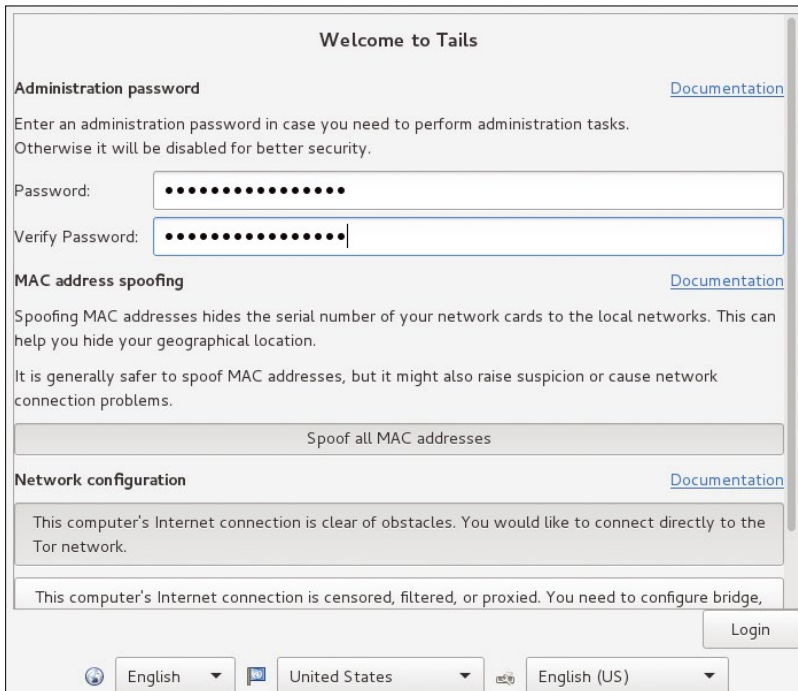 Welcome to Tails
Administration password
Documentation
Enter an administration password in case you need to perform administration tasks.
Otherwise it will be disabled for better security.
Password:
●●●●●●●●●●●●●●●●
Verify Password:
●●●●●●●●●●●●●●●●
MAC address spoofing
Documentation
Spoofing MAC addresses hides the serial number of your network cards to the local networks. This can
help you hide your geographical location.
It is generally safer to spoof MAC addresses, but it might also raise suspicion or cause network
connection problems.
Spoof all MAC addresses
Network configuration
Documentation
This computer's Internet connection is clear of obstacles. You would like to connect directly to the
Tor network.
This computer's Internet connection is censored, filtered, or proxied. You need to configure bridge,
Login
English
United States
English (US)